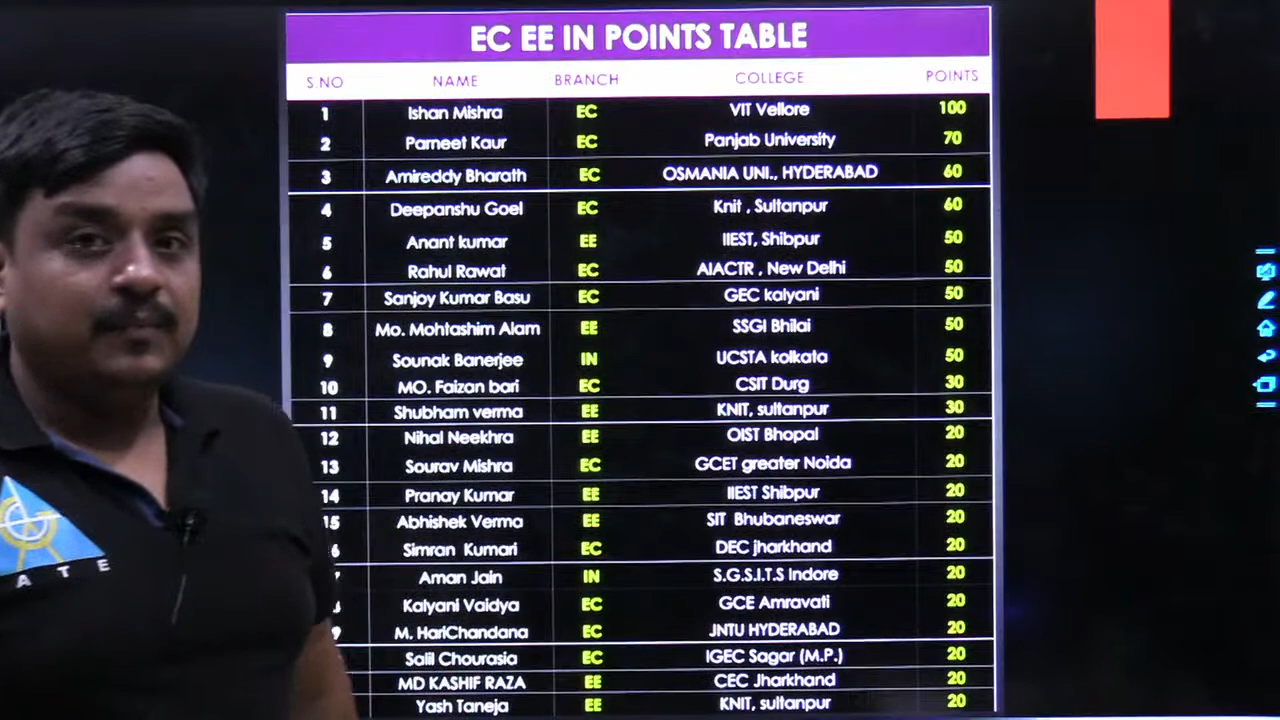 EC EE IN POINTS TABLE
S.NO NAME BRANCH COLLEGE POINTS
1 Ishan Mishra EC VIT Vellore 100
2 Parneet Kaur EC Panjab University 70
3 Amireddy Bharath EC OSMANIA UNI., HYDERABAD 60
4 Deepanshu Goel EC Knit , Sultanpur 60
5 Anant kumar EE IIEST, Shibpur 50
6 Rahul Rawat EC AIACTR , New Delhi 50
7 Sanjoy Kumar Basu EC GEC kalyani 50
8 Mo. Mohtashim Alam EE SSGI Bhilai 50
9 Sounak Banerjee IN UCSTA kolkata 50
10 MO. Faizan bari EC CSIT Durg 30
11 Shubham verma EE KNIT, sultanpur 30
12 Nihal Neekhra EE OIST Bhopal 20
13 Sourav Mishra EC GCET greater Noida 20
14 Pranay Kumar EE IIEST Shibpur 20
15 Abhishek Verma EE SIT Bhubaneswar 20
6 Simran Kumari EC DEC jharkhand 20
Aman Jain IN S.G.S.I.T.S Indore 20
Kalyani Vaidya EC GCE Amravati 20
M. HariChandana EC JNTU HYDERABAD 20
Salil Chourasia EC IGEC Sagar (M.P.) 20
MD KASHIF RAZA EE CEC Jharkhand 20
Yash Taneja EE KNIT, sultanpur 20
ATE